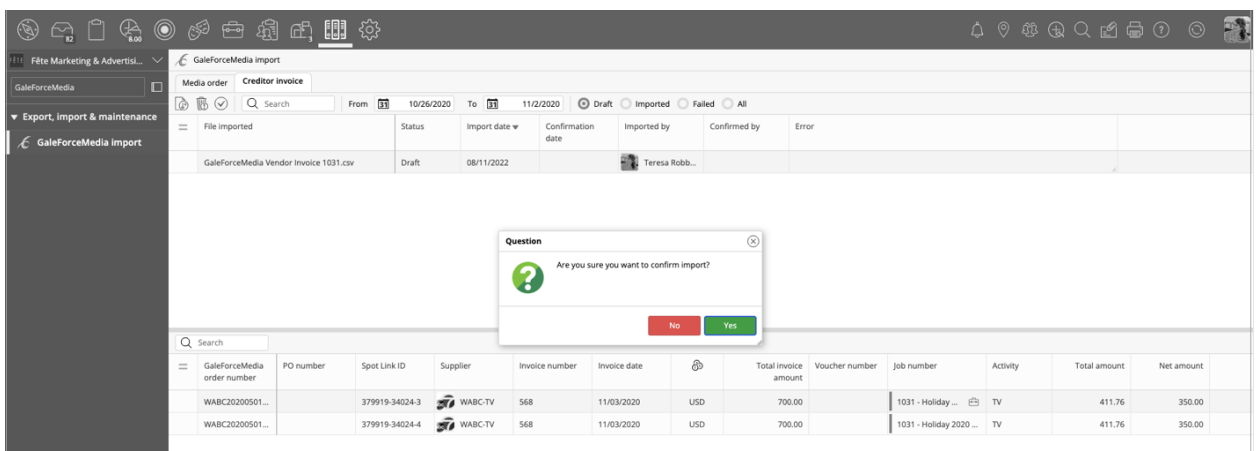 82
8.00
3
Fête Marketing & Advertisi...
GaleForceMedia import
GaleForceMedia
Media order Creditor invoice
Search From 31 10/26/2020 To 31 11/2/2020 Draft Imported Failed All
Export, import & maintenance
File imported Status Import date Confirmation date Imported by Confirmed by Error
GaleForceMedia import
GaleForceMedia Vendor Invoice 1031.csv Draft 08/11/2022 Teresa Robb...
Question
Are you sure you want to confirm import?
No Yes
Search
GaleForceMedia order number PO number Spot Link ID Supplier Invoice number Invoice date Total invoice amount Voucher number Job number Activity Total amount Net amount
WABC20200501... 379919-34024-3 WABC-TV 568 11/03/2020 USD 700.00 1031 - Holiday ... TV 411.76 350.00
WABC20200501... 379919-34024-4 WABC-TV 568 11/03/2020 USD 700.00 1031 - Holiday 2020 ... TV 411.76 350.00